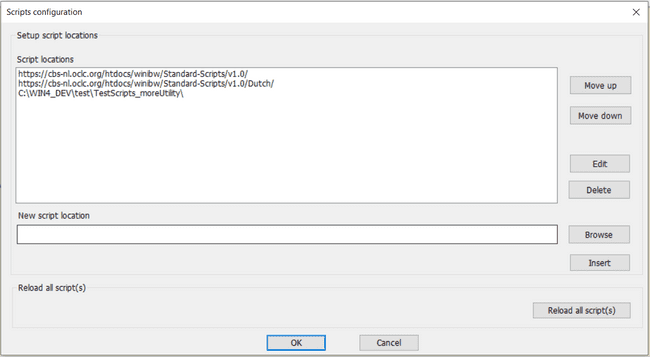 Scripts configuration
Setup script locations
Script locations
https://cbs-nl.oclc.org/htdocs/winibw/Standard-Scripts/v1.0/
https://cbs-nl.oclc.org/htdocs/winibw/Standard-Scripts/v1.0/Dutch/
C:\WIN4_DEV\test\TestScripts_moreUtility\
Move up
Move down
Edit
Delete
New script location
Browse
Insert
Reload all script(s)
Reload all script(s)
OK
Cancel